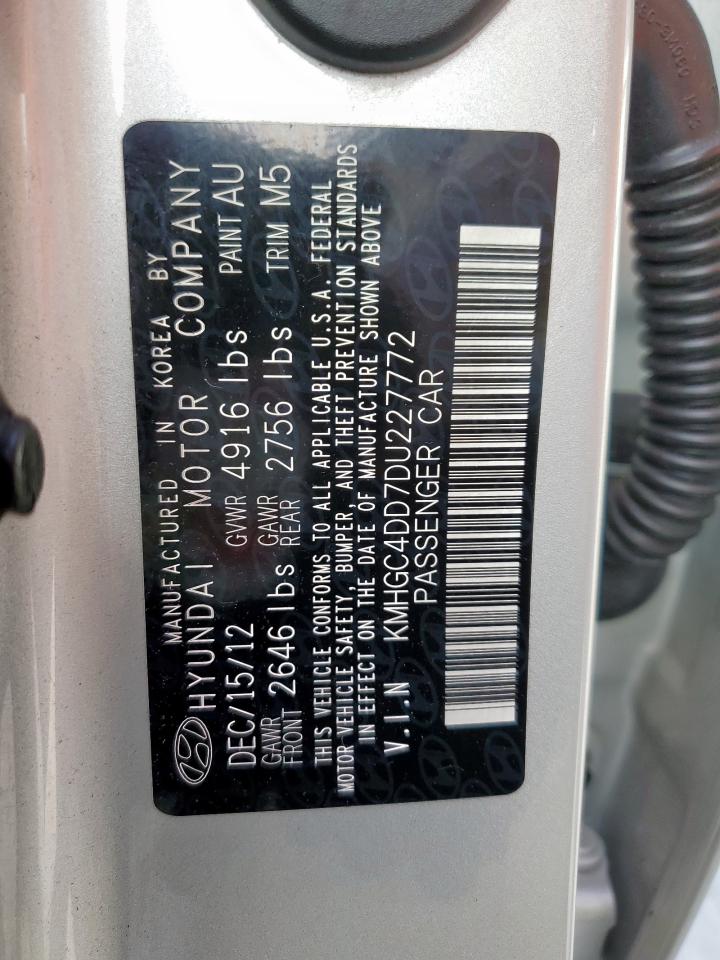 MANUFACTURED IN KOREA BY
HYUNDAI MOTOR COMPANY
DEC/15/12 GVWR 4916 lbs PAINT AU
GAWR FRONT 2646 lbs GAWR REAR 2756 lbs TRIM M5
THIS VEHICLE CONFORMS TO ALL APPLICABLE U.S.A. FEDERAL
MOTOR VEHICLE SAFETY, BUMPER, AND THEFT PREVENTION STANDARDS
IN EFFECT ON THE DATE OF MANUFACTURE SHOWN ABOVE
V.I.N KMHGC4DD7DU227772
PASSENGER CAR